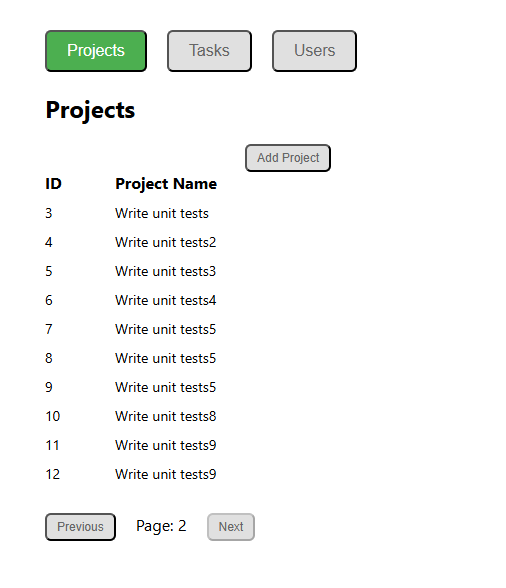 Projects Tasks Users
Projects
Add Project
ID Project Name
3 Write unit tests
4 Write unit tests2
5 Write unit tests3
6 Write unit tests4
7 Write unit tests5
8 Write unit tests5
9 Write unit tests5
10 Write unit tests8
11 Write unit tests9
12 Write unit tests9
Previous Page: 2 Next